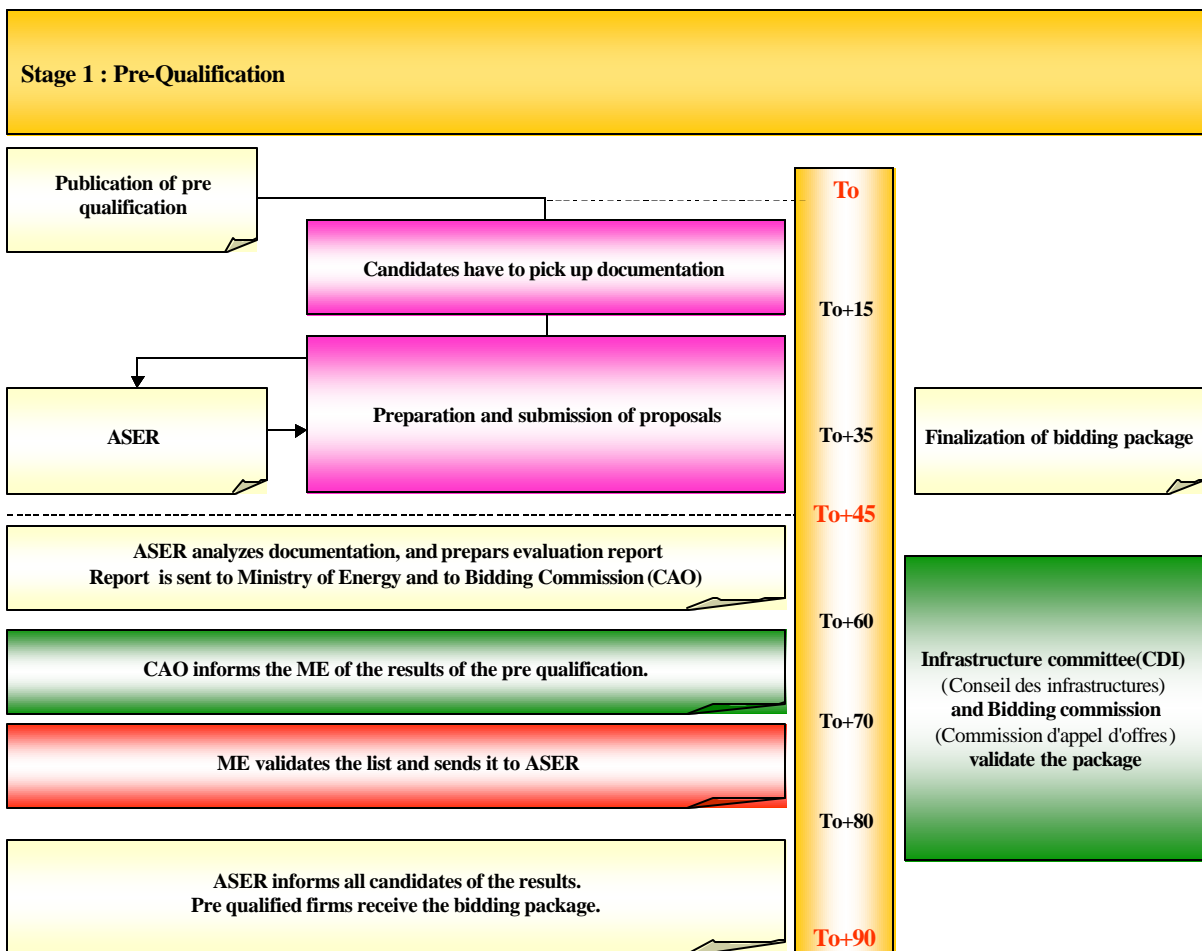 Stage 1 : Pre-Qualification
Publication of pre
qualification
To
Candidates have to pick up documentation
To+15
Preparation and submission of proposals
ASER
To+35
Finalization of bidding package
To+45
ASER analyzes documentation, and prepars evaluation report
Report is sent to Ministry of Energy and to Bidding Commission (CAO)
To+60
CAO informs the ME of the results of the pre qualification.
Infrastructure committee(CDI)
(Conseil des infrastructures)
and Bidding commission
(Commission d'appel d'offres)
validate the package
To+70
ME validates the list and sends it to ASER
To+80
ASER informs all candidates of the results.
Pre qualified firms receive the bidding package.
To+90